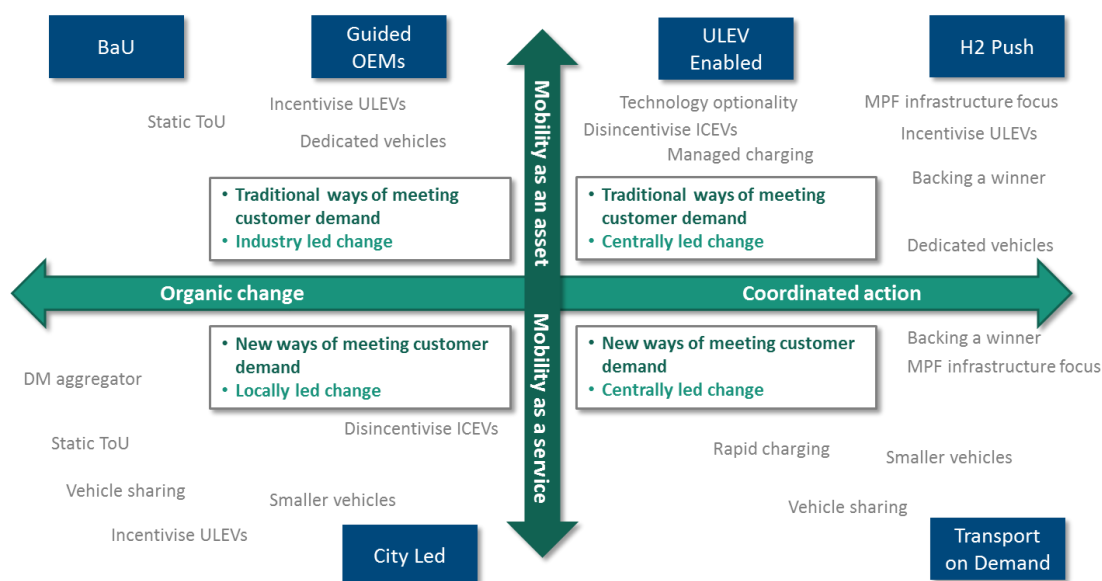 BaU
Guided
OEMs
ULEV
Enabled
H2 Push
Incentivise ULEVs
Static ToU
Dedicated vehicles
Technology optionality
Disincentivise ICEVs
Managed charging
MPF infrastructure focus
Incentivise ULEVs
Backing a winner
Dedicated vehicles
Mobility as an asset
• Traditional ways of meeting
customer demand
• Industry led change
• Traditional ways of meeting
customer demand
• Centrally led change
Organic change
Coordinated action
Mobility as a service
• New ways of meeting customer
demand
• Locally led change
• New ways of meeting customer
demand
• Centrally led change
Backing a winner
MPF infrastructure focus
DM aggregator
Disincentivise ICEVs
Static ToU
Vehicle sharing
Smaller vehicles
Incentivise ULEVs
Rapid charging
Smaller vehicles
Vehicle sharing
City Led
Transport
on Demand